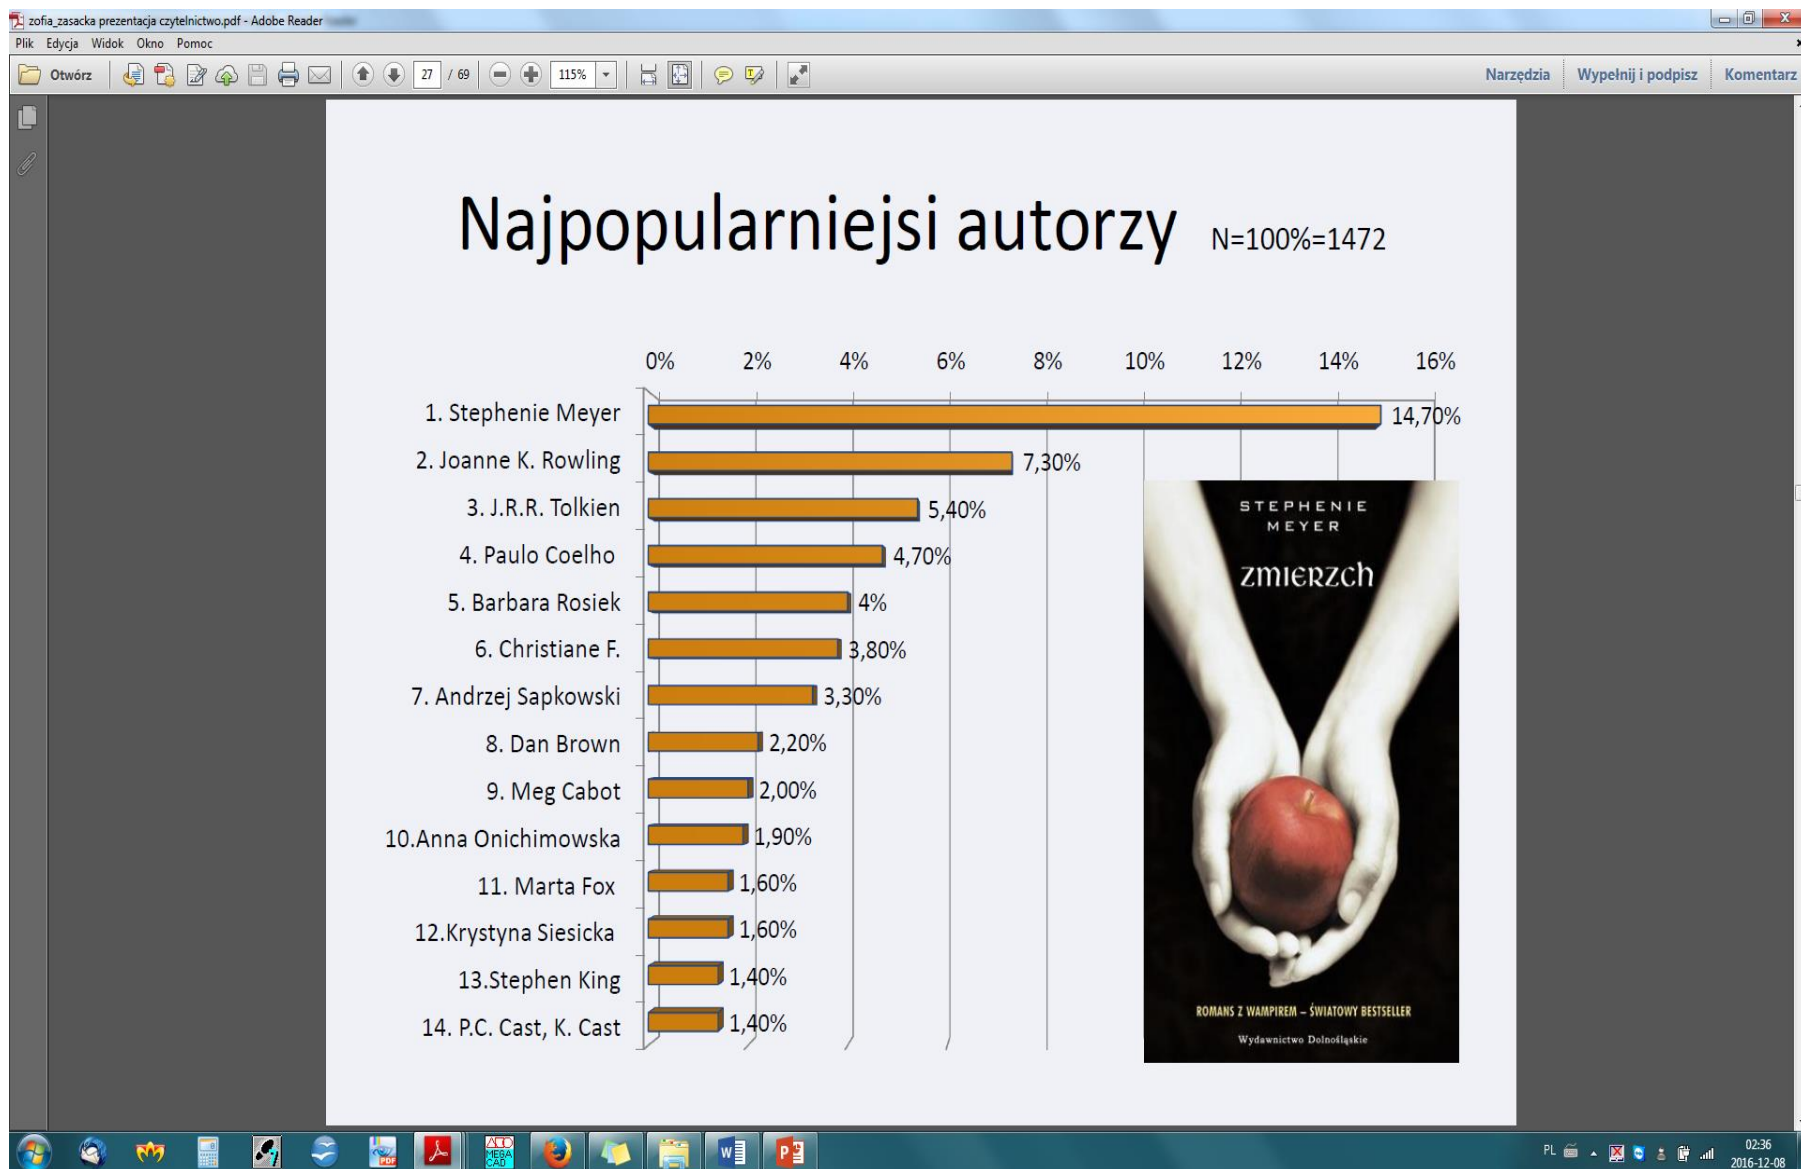 zofia_zasacka prezentacja czytelnictwo.pdf - Adobe Reader
Plik Edycja Widok Okno Pomoc
Otwórz 27 / 69 115% Narzędzia Wypełnij i podpisz Komentarz
Najpopularniejsi autorzy N=100%=1472
0% 2% 4% 6% 8% 10% 12% 14% 16%
1. Stephenie Meyer 14,70%
2. Joanne K. Rowling 7,30%
3. J.R.R. Tolkien 5,40%
4. Paulo Coelho 4,70%
5. Barbara Rosiek 4%
6. Christiane F. 3,80%
7. Andrzej Sapkowski 3,30%
8. Dan Brown 2,20%
9. Meg Cabot 2,00%
10.Anna Onichimowska 1,90%
11. Marta Fox 1,60%
12.Krystyna Siesicka 1,60%
13.Stephen King 1,40%
14. P.C. Cast, K. Cast 1,40%
STEPHENIE
MEYER
ZMIERZCH
ROMANS Z WAMPIREM – ŚWIATOWY BESTSELLER
Wydawnictwo Dolnośląskie
PDF
MEGA
CAD
PL 02:36
2016-12-08